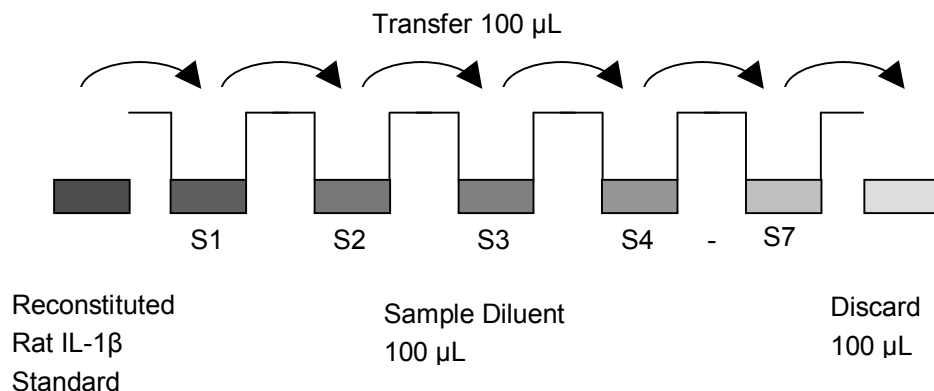 Transfer 100 µL
S1 S2 S3 S4 - S7
Reconstituted
Rat IL-1β
Standard
Sample Diluent
100 µL
Discard
100 µL